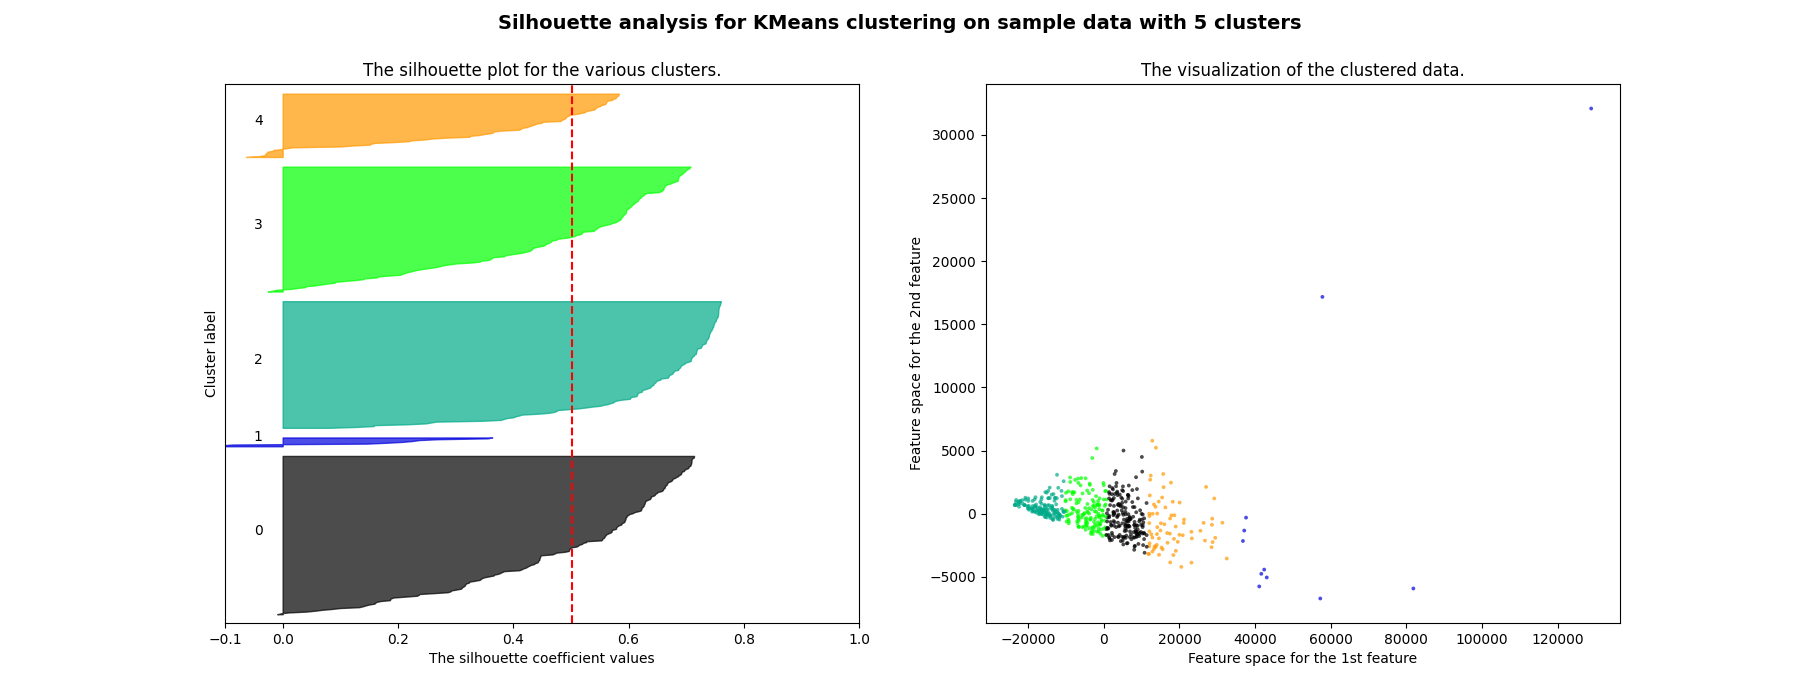 Silhouette analysis for KMeans clustering on sample data with 5 clusters
The silhouette plot for the various clusters.
4
3
2
1
0
Cluster label
−0.1 0.0 0.2 0.4 0.6 0.8 1.0
The silhouette coefficient values
The visualization of the clustered data.
30000
25000
20000
15000
10000
5000
0
−5000
Feature space for the 2nd feature
−20000 0 20000 40000 60000 80000 100000 120000
Feature space for the 1st feature